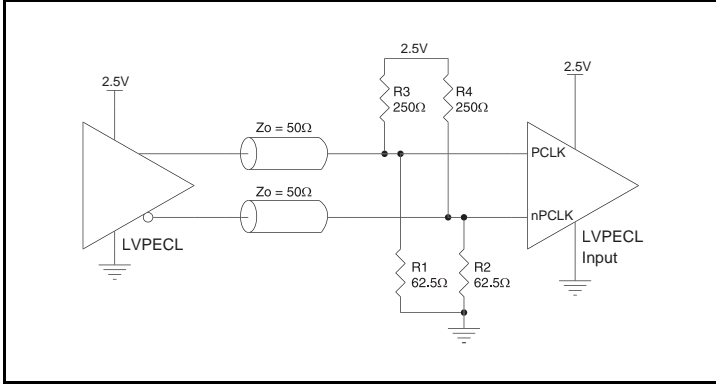 2.5V
2.5V
2.5V
R3
250Ω
R4
250Ω
Zo = 50Ω
PCLK
Zo = 50Ω
nPCLK
LVPECL
LVPECL
Input
R1
62.5Ω
R2
62.5Ω